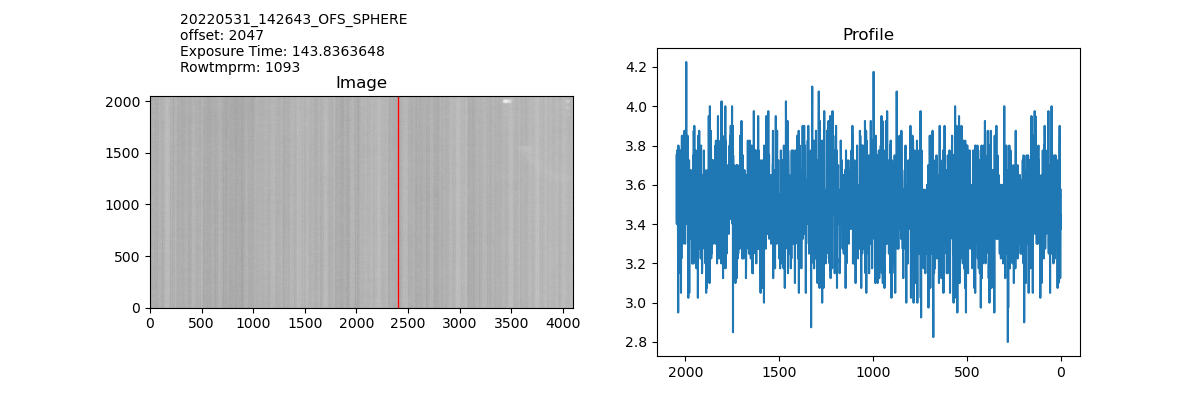 20220531_142643_OFS_SPHERE
offset: 2047
Exposure Time: 143.8363648
Rowtmprm: 1093
Image
2000
1500
1000
500
0
0 500 1000 1500 2000 2500 3000 3500 4000
Profile
4.2
4.0
3.8
3.6
3.4
3.2
3.0
2.8
2000 1500 1000 500 0